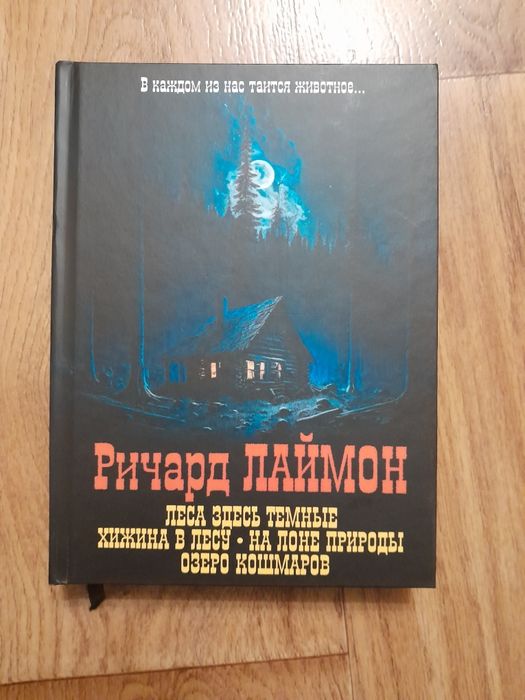 В каждом из нас таится животное...
Ричард ЛАЙМОН
ЛЕСА ЗДЕСЬ ТЕМНЫЕ
ХИЖИНА В ЛЕСУ • НА ЛОНЕ ПРИРОДЫ
ОЗЕРО КОШМАРОВ